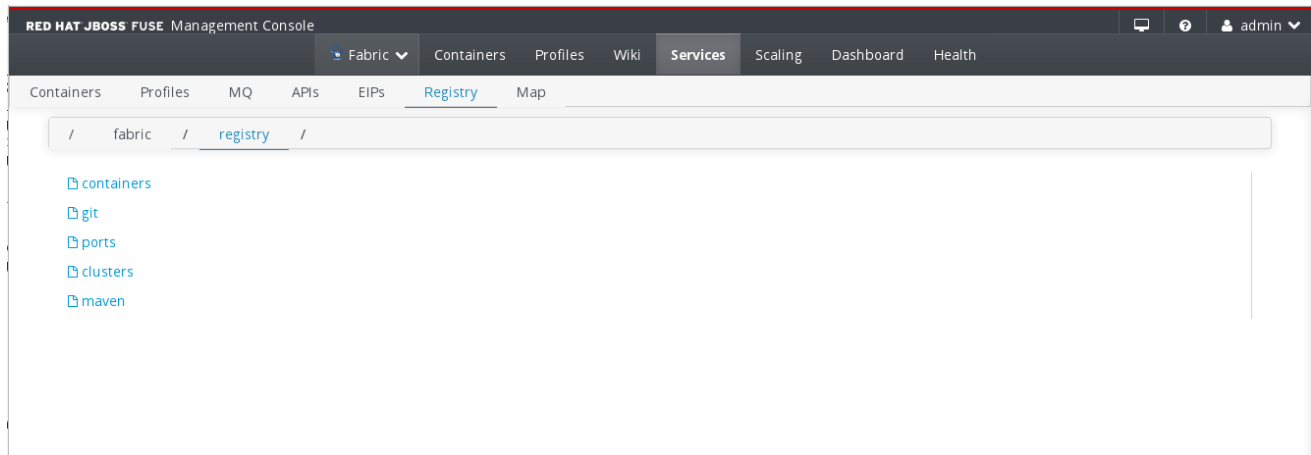 RED HAT JBOSS FUSE Management Console admin
Fabric Containers Profiles Wiki Services Scaling Dashboard Health
Containers Profiles MQ APIs EIPs Registry Map
/ fabric / registry /
containers
git
ports
clusters
maven